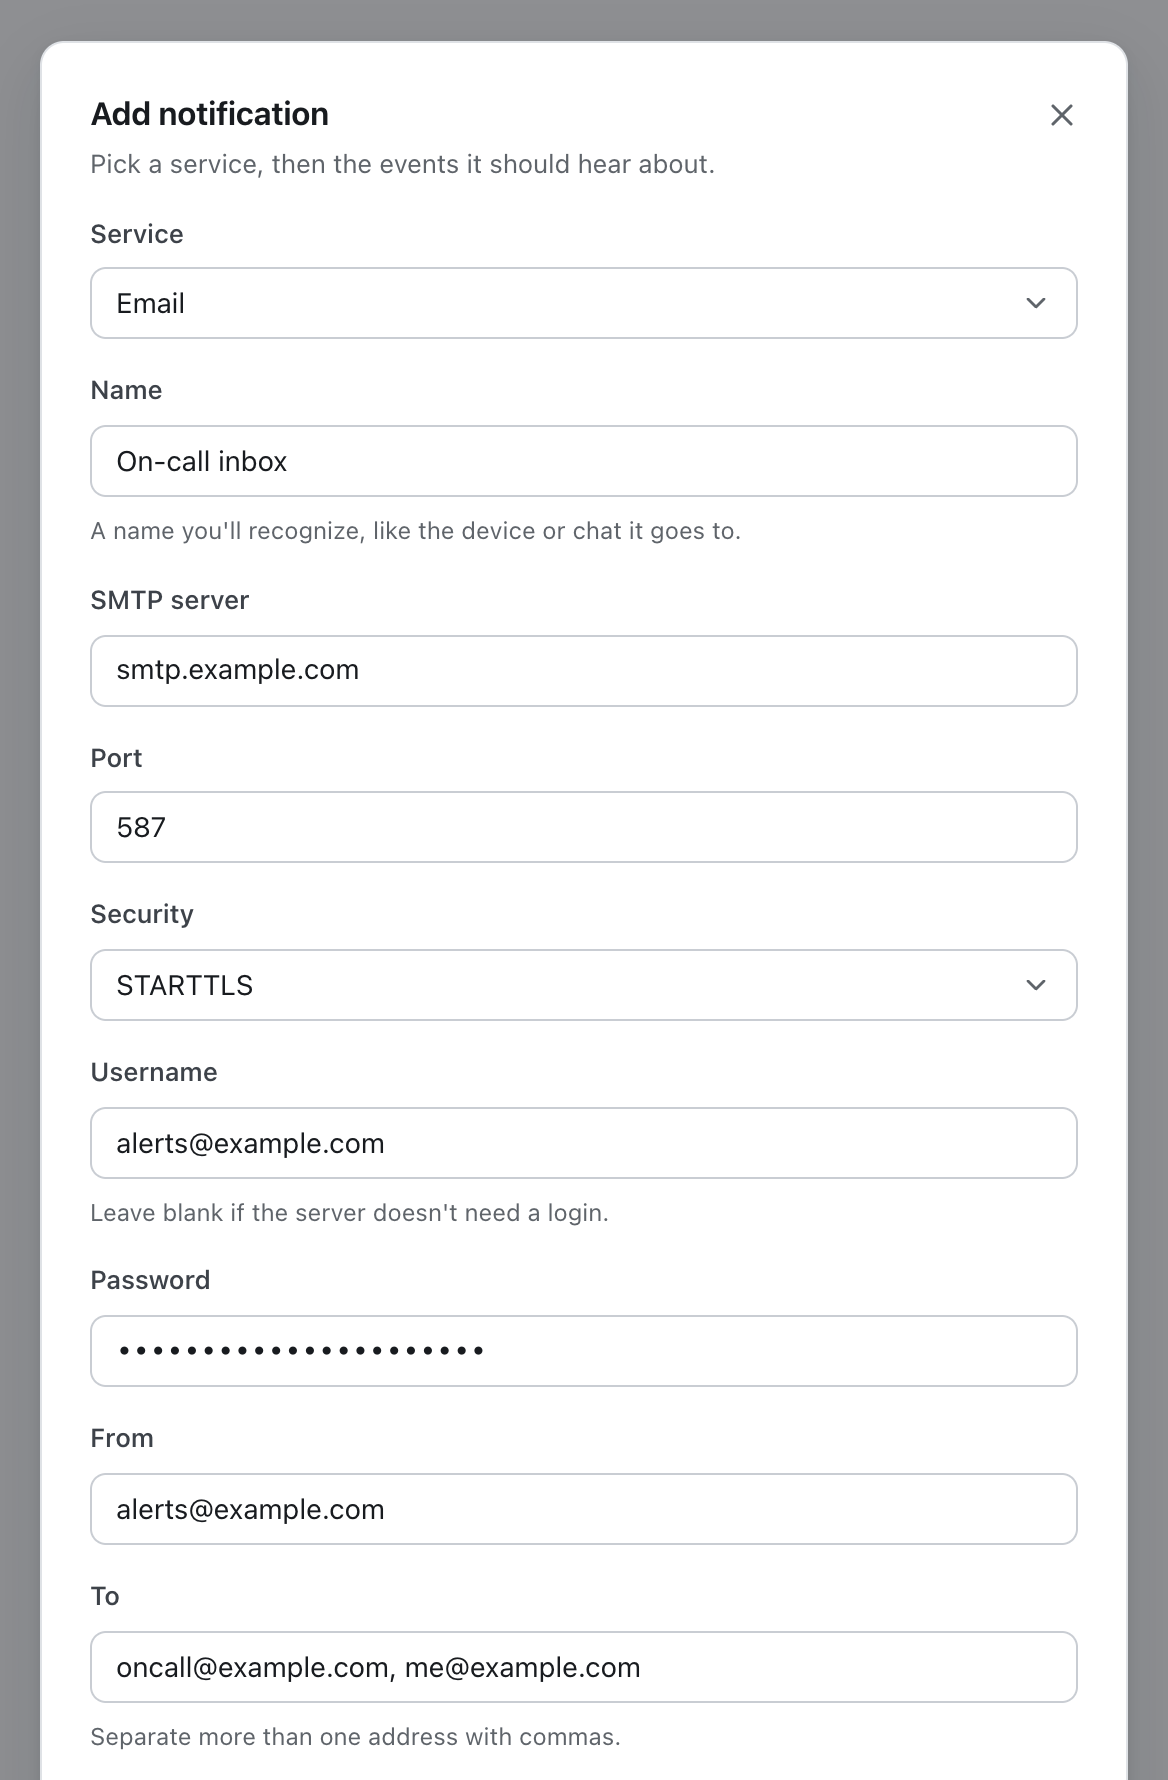 Add notification
Pick a service, then the events it should hear about.
Service
Email
Name
On-call inbox
A name you'll recognize, like the device or chat it goes to.
SMTP server
smtp.example.com
Port
587
Security
STARTTLS
Username
alerts@example.com
Leave blank if the server doesn't need a login.
Password
••••••••••••••••••••••
From
alerts@example.com
To
oncall@example.com, me@example.com
Separate more than one address with commas.